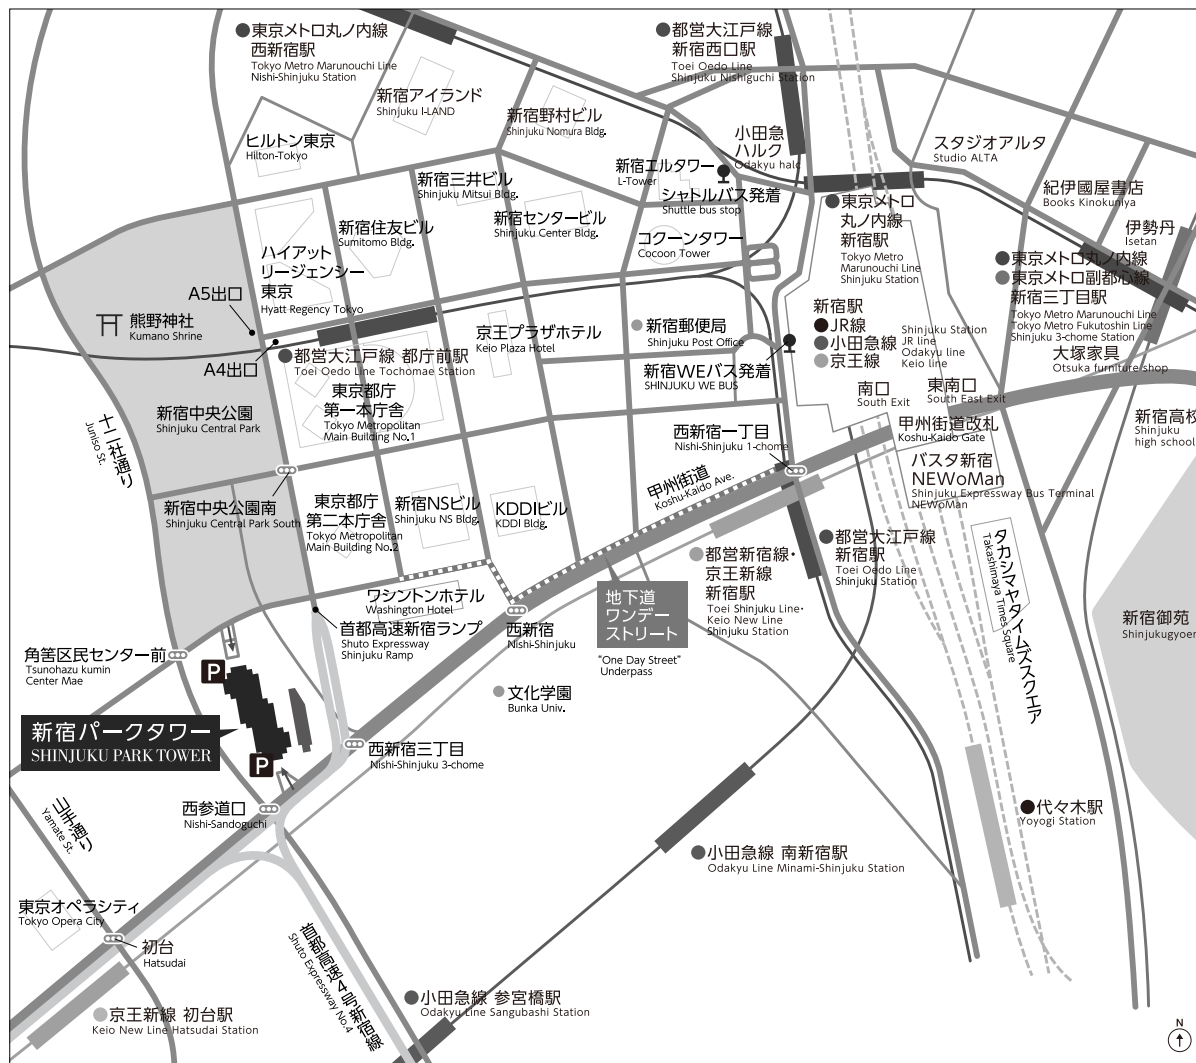 東京メトロ丸ノ内線
西新宿駅
Tokyo Metro Marunouchi Line
Nishi-Shinjuku Station
都営大江戸線
新宿西口駅
Toei Oedo Line
Shinjuku Nishiguchi Station
新宿アイランド
Shinjuku I-LAND
新宿野村ビル
Shinjuku Nomura Bldg.
ヒルトン東京
Hilton-Tokyo
小田急
ハルク
Odakyu halc
スタジオアルタ
Studio ALTA
新宿三井ビル
Shinjuku Mitsui Bldg.
新宿エルタワー
L-Tower
シャトルバス発着
Shuttle bus stop
紀伊國屋書店
Books Kinokuniya
新宿住友ビル
Sumitomo Bldg.
新宿センタービル
Shinjuku Center Bldg.
コクーンタワー
Cocoon Tower
東京メトロ
丸ノ内線
新宿駅
Tokyo Metro
Marunouchi Line
Shinjuku Station
伊勢丹
Isetan
ハイアット
リージェンシー
東京
Hyatt Regency Tokyo
東京メトロ丸ノ内線
東京メトロ副都心線
新宿三丁目駅
Tokyo Metro Marunouchi Line
Tokyo Metro Fukutoshin Line
Shinjuku 3-chome Station
A5出口
熊野神社
Kumano Shrine
A4出口
都営大江戸線 都庁前駅
Toei Oedo Line Tochomae Station
京王プラザホテル
Keio Plaza Hotel
新宿郵便局
Shinjuku Post Office
新宿駅
JR線
小田急線
京王線
Shinjuku Station
JR line
Odakyu line
Keio line
新宿WEバス発着
SHINJUKU WE BUS
大塚家具
Otsuka furniture shop
東京都庁
第一本庁舎
Tokyo Metropolitan
Main Building No.1
南口
South Exit
東南口
South East Exit
十二社通り
Juniso St.
新宿中央公園
Shinjuku Central Park
西新宿一丁目
Nishi-Shinjuku 1-chome
甲州街道改札
Koshu-Kaido Gate
新宿高校
Shinjuku
high school
バスタ新宿
NEWoMan
Shinjuku Expressway Bus Terminal
NEWoMan
甲州街道
Koshu-Kaido Ave.
新宿中央公園南
Shinjuku Central Park South
東京都庁
第二本庁舎
Tokyo Metropolitan
Main Building No.2
新宿NSビル
Shinjuku NS Bldg.
KDDIビル
KDDI Bldg.
都営新宿線・
京王新線
新宿駅
Toei Shinjuku Line・
Keio New Line
Shinjuku Station
都営大江戸線
新宿駅
Toei Oedo Line
Shinjuku Station
タカシマヤタイムズスクエア
Takashimaya Times Square
ワシントンホテル
Washington Hotel
地下道
ワンデー
ストリート
"One Day Street"
Underpass
新宿御苑
Shinjukugyoen
首都高速新宿ランプ
Shuto Expressway
Shinjuku Ramp
西新宿
Nishi-Shinjuku
角筈区民センター前
Tsunohazu kumin
Center Mae
P
文化学園
Bunka Univ.
新宿パークタワー
SHINJUKU PARK TOWER
P
西新宿三丁目
Nishi-Shinjuku 3-chome
山手通り
Yamate St.
西参道口
Nishi-Sandoguchi
代々木駅
Yoyogi Station
小田急線 南新宿駅
Odakyu Line Minami-Shinjuku Station
東京オペラシティ
Tokyo Opera City
初台
Hatsudai
首都高速4号新宿線
Shuto Expressway No.4
小田急線 参宮橋駅
Odakyu Line Sangubashi Station
京王新線 初台駅
Keio New Line Hatsudai Station
N